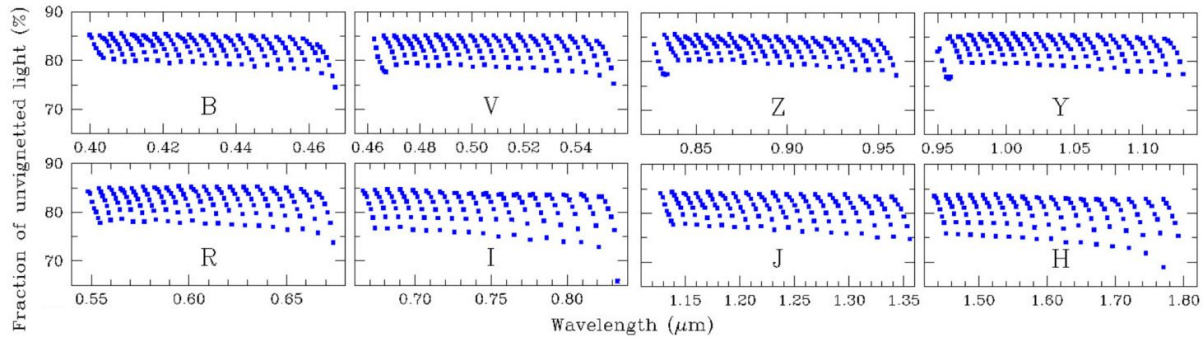 Fraction of unvignetted light (%)
90
80
70
B
V
Z
Y
0.40 0.42 0.44 0.46
0.46 0.48 0.50 0.52 0.54
0.85 0.90 0.95
0.95 1.00 1.05 1.10
90
80
70
R
I
J
H
0.55 0.60 0.65
0.70 0.75 0.80
1.15 1.20 1.25 1.30 1.35
1.50 1.60 1.70 1.80
Wavelength (μm)